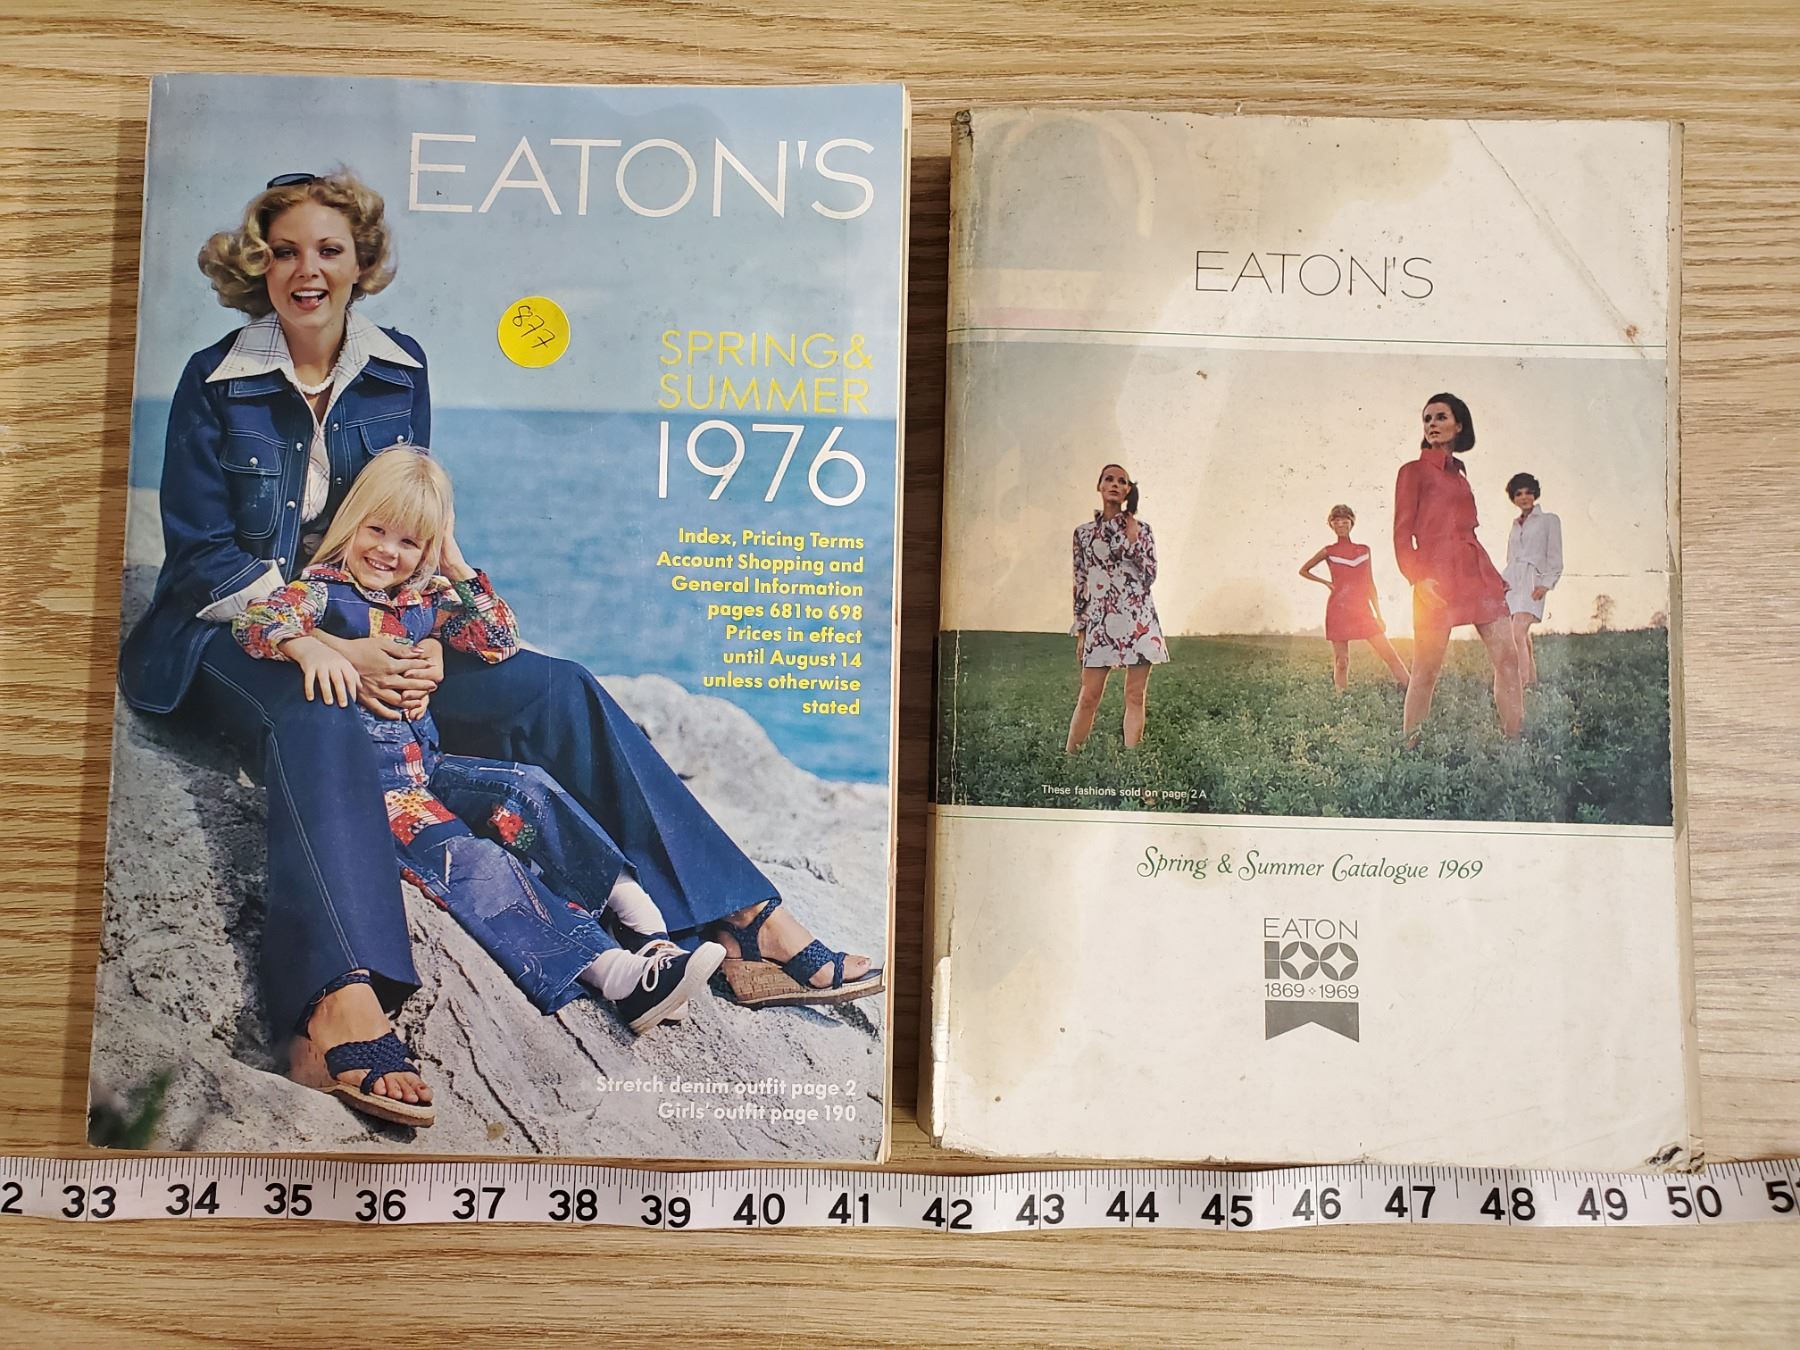 EATON'S
877
SPRING&
SUMMER
1976
Index, Pricing Terms
Account Shopping and
General Information
pages 681 to 698
Prices in effect
until August 14
unless otherwise
stated
Stretch denim outfit page 2
Girls' outfit page 190
EATON'S
These fashions sold on page 2A
Spring & Summer Catalogue 1969
EATON
100
1869 1969
2 33 34 35 36 37 38 39 40 41 42 43 44 45 46 47 48 49 50